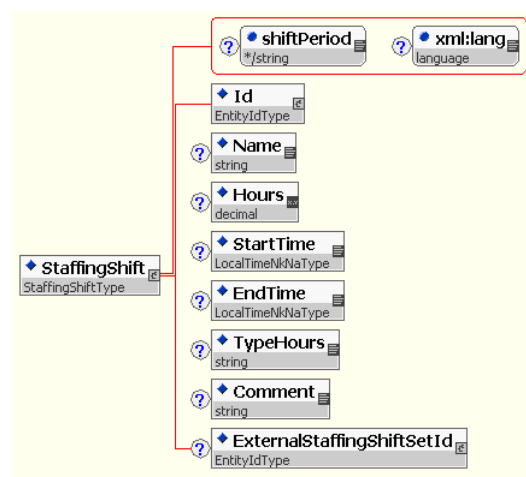 ? shiftPeriod ? xml:lang
*/string language
Id
EntityIdType
? Name
string
? Hours
decimal
? StartTime
LocalTimeNkNaType
StaffingShift
StaffingShiftType
? EndTime
LocalTimeNkNaType
? TypeHours
string
? Comment
string
? ExternalStaffingShiftSetId
EntityIdType